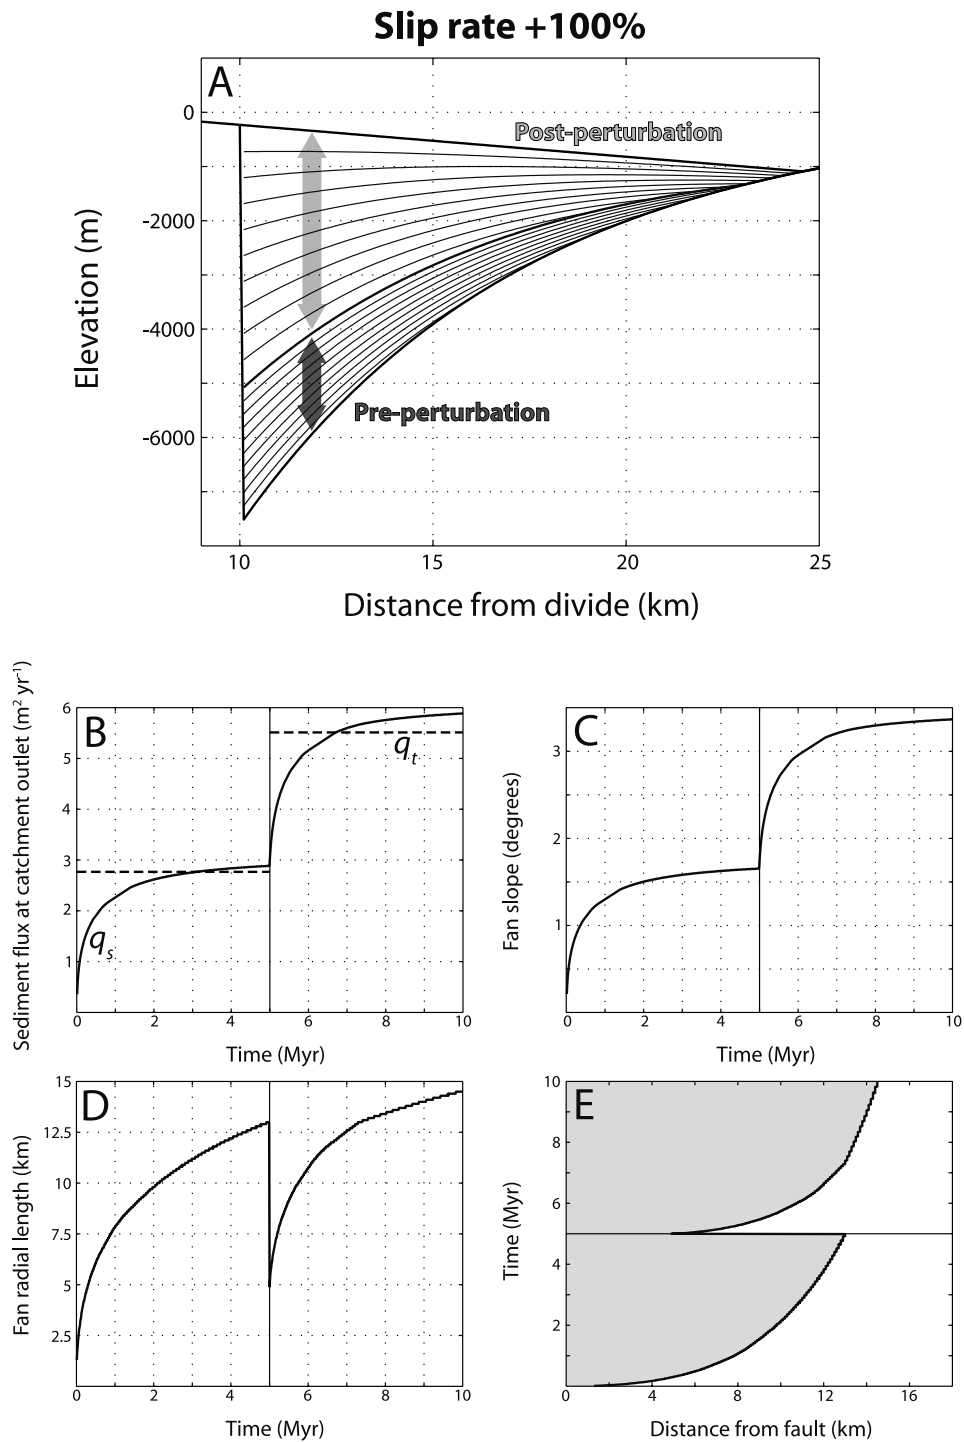 Slip rate +100%
A
Post-perturbation
Pre-perturbation
Elevation (m)
0
-2000
-4000
-6000
10 15 20 25
Distance from divide (km)
B
Sediment flux at catchment outlet (m² yr⁻¹)
6
5
4
3
2
1
qₜ
qₛ
0 2 4 6 8 10
Time (Myr)
C
Fan slope (degrees)
3
2
1
0 2 4 6 8 10
Time (Myr)
D
Fan radial length (km)
15
12.5
10
7.5
5
2.5
0 2 4 6 8 10
Time (Myr)
E
Time (Myr)
10
8
6
4
2
0 4 8 12 16
Distance from fault (km)